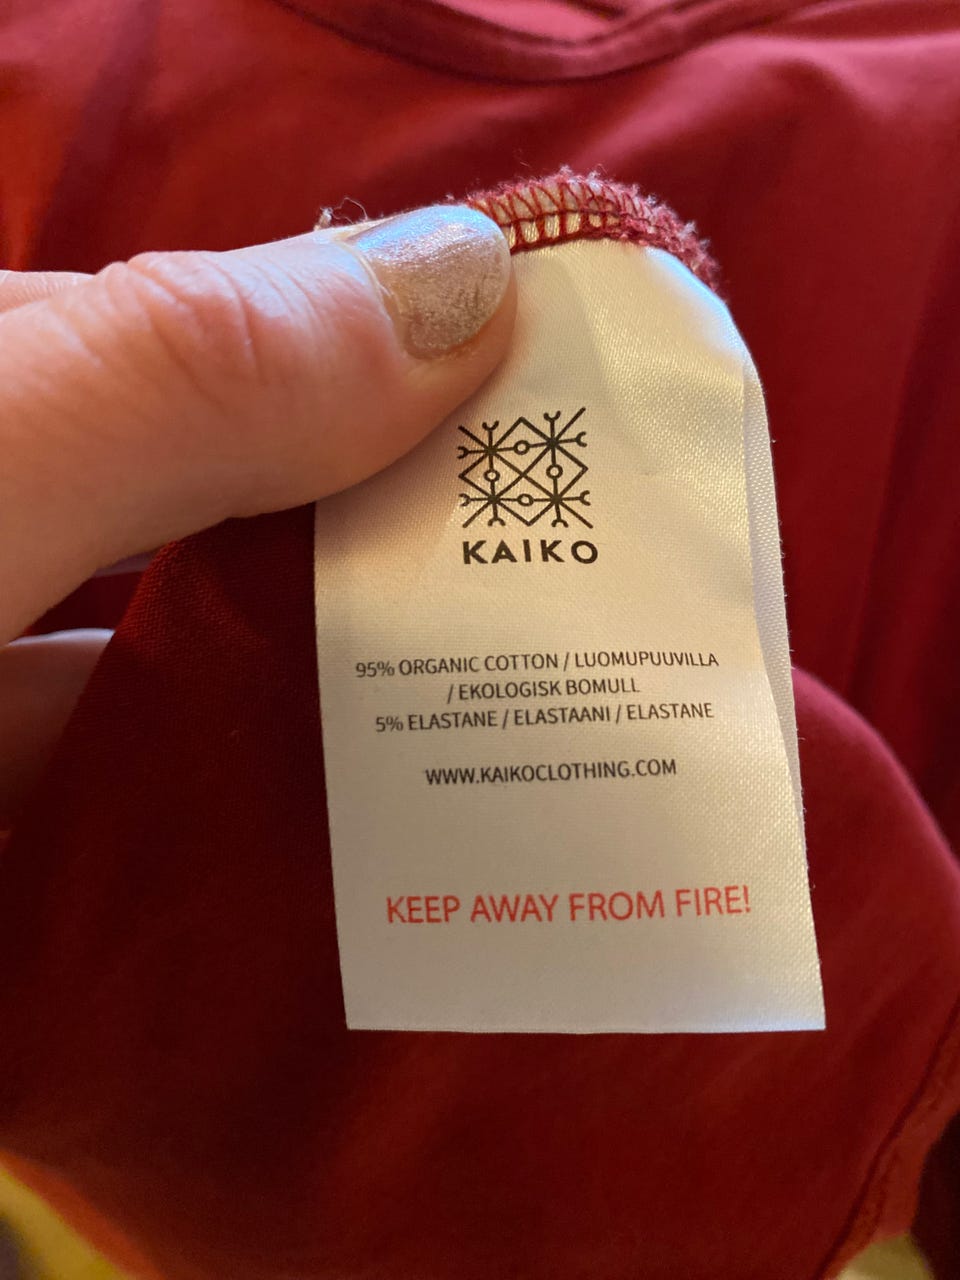 KAIKO
95% ORGANIC COTTON / LUOMUPUUVILLA
/ EKOLOGISK BOMULL
5% ELASTANE / ELASTAANI / ELASTANE
WWW.KAIKOCLOTHING.COM
KEEP AWAY FROM FIRE!